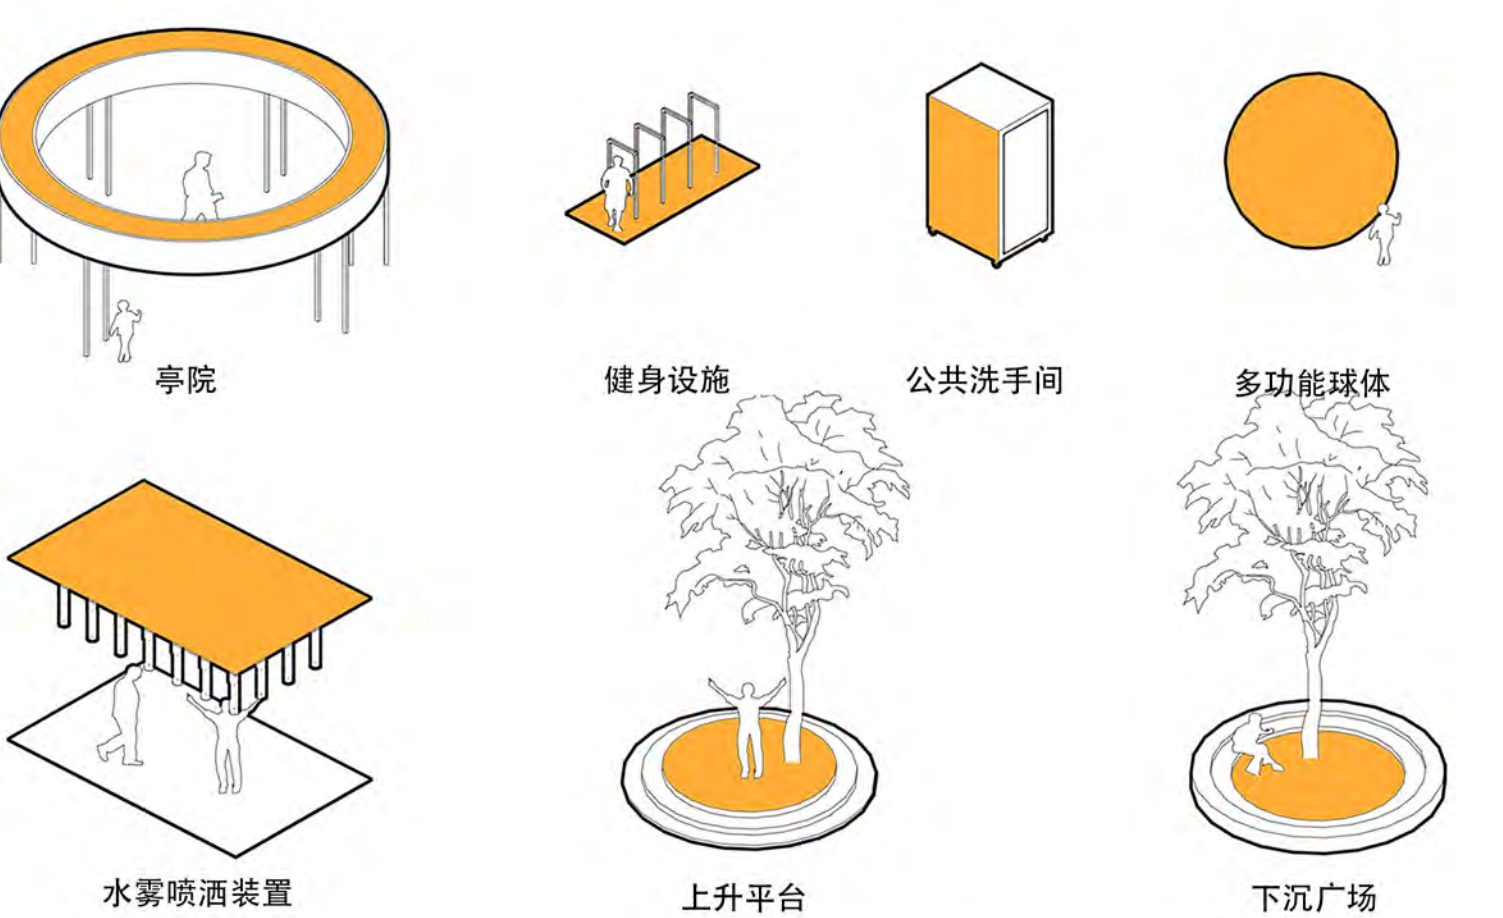 亭院
健身设施
公共洗手间
多功能球体
水雾喷洒装置
上升平台
下沉广场